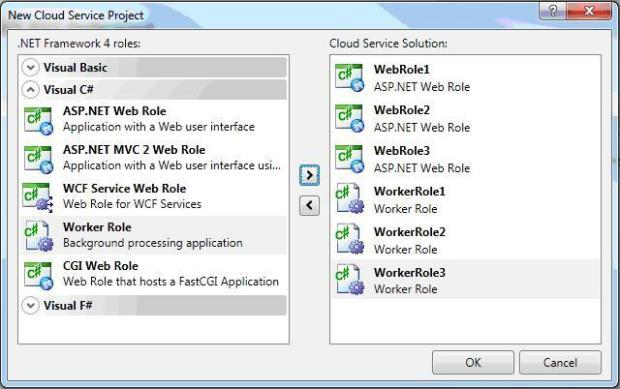 New Cloud Service Project
.NET Framework 4 roles:
Visual Basic
Visual C#
ASP.NET Web Role
Application with a Web user interface
ASP.NET MVC 2 Web Role
Application with a Web user interface usi...
WCF Service Web Role
Web Role for WCF Services
Worker Role
Background processing application
CGI Web Role
Web Role that hosts a FastCGI Application
Visual F#
Cloud Service Solution:
WebRole1
ASP.NET Web Role
WebRole2
ASP.NET Web Role
WebRole3
ASP.NET Web Role
WorkerRole1
Worker Role
WorkerRole2
Worker Role
WorkerRole3
Worker Role
OK
Cancel